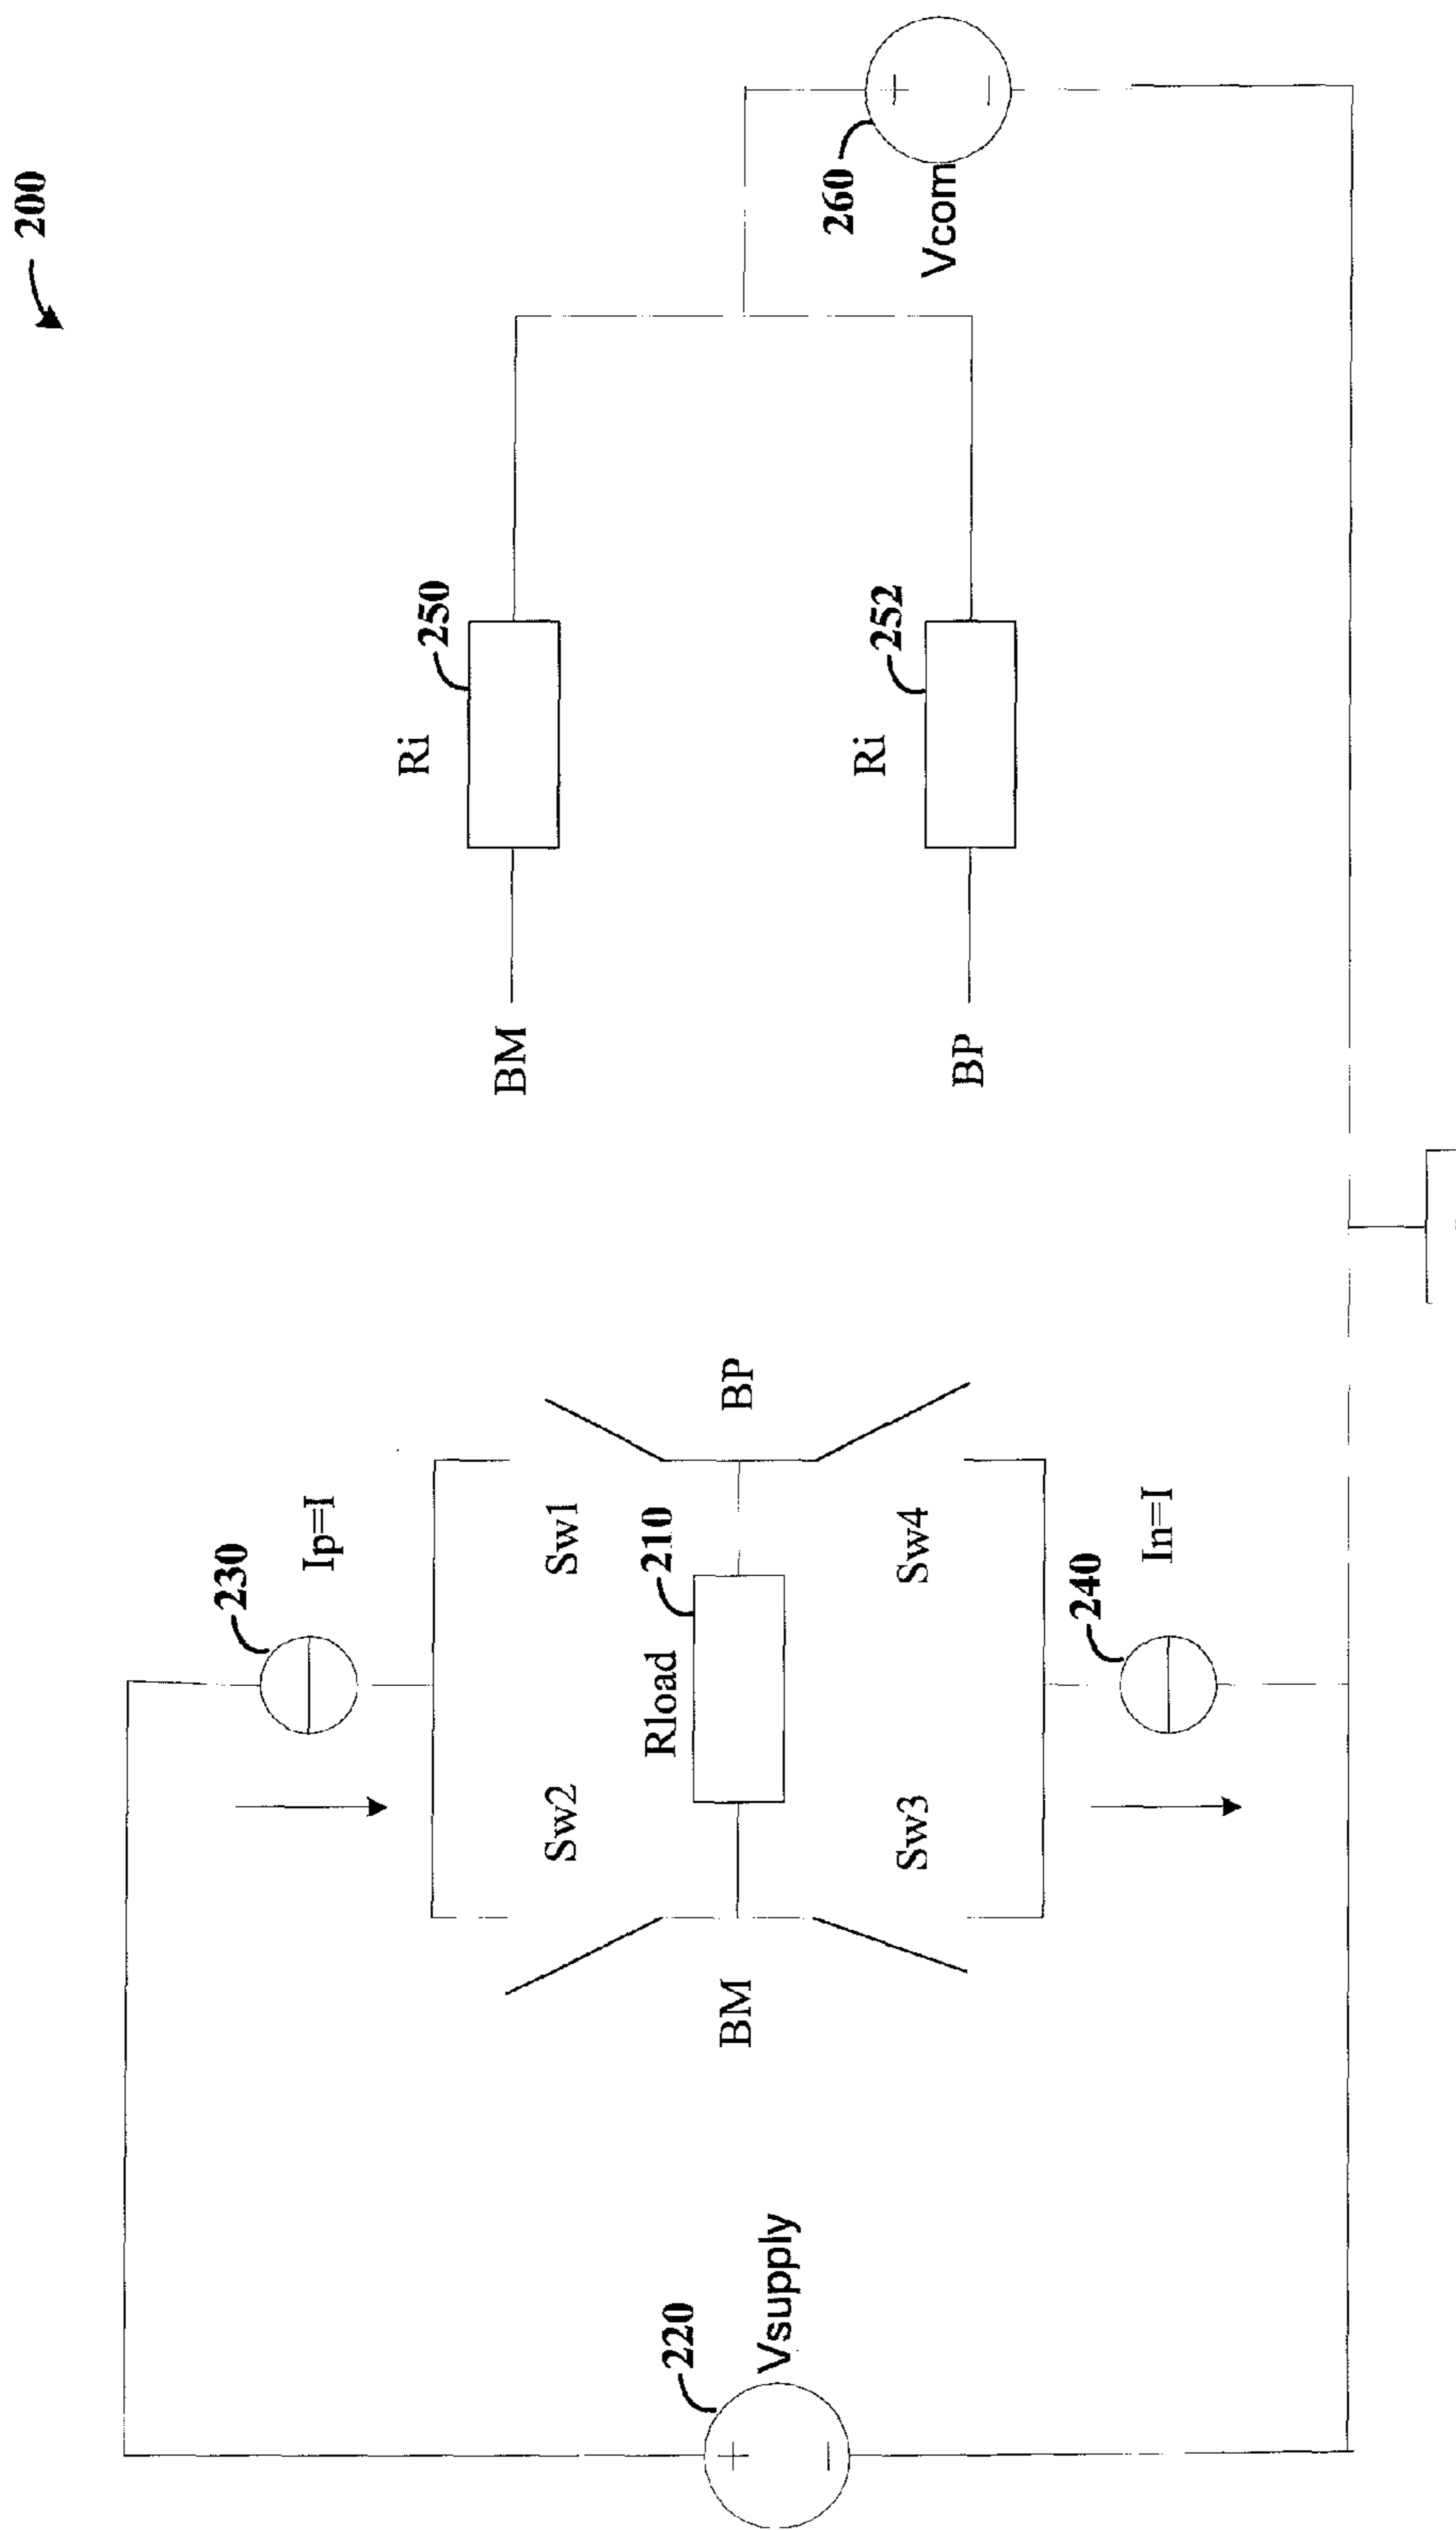 200
230
Ip=I
Sw2
Sw1
BM
Rload
210
BP
Sw3
Sw4
240
In=I
220
Vsupply
+
−
BM
Ri
250
BP
Ri
252
260
Vcom
+
−